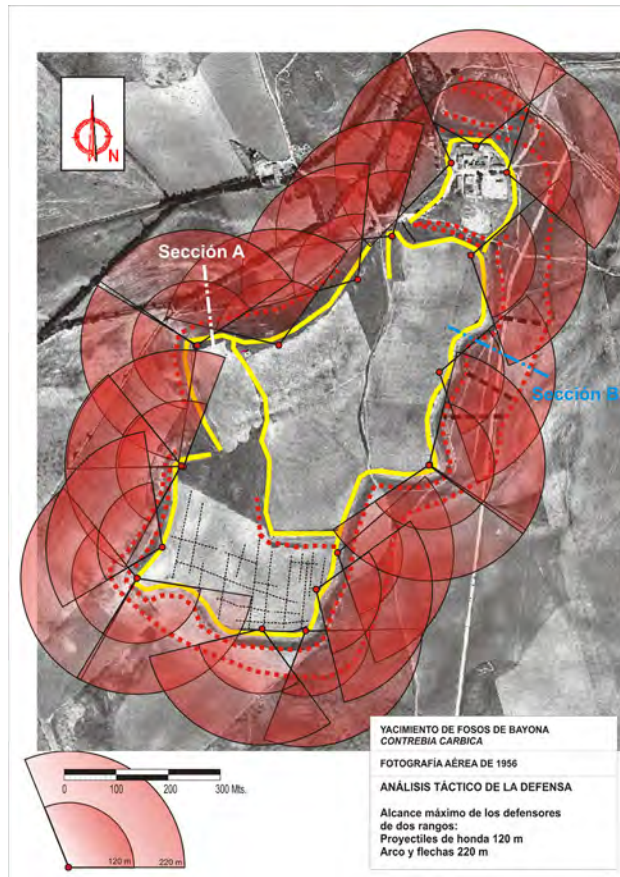 N
Sección A
Sección B
YACIMIENTO DE FOSOS DE BAYONA
CONTREBIA CARBICA
FOTOGRAFÍA AÉREA DE 1956
ANÁLISIS TÁCTICO DE LA DEFENSA
Alcance máximo de los defensores
de dos rangos:
Proyectiles de honda 120 m
Arco y flechas 220 m
0 100 200 300 Mts.
120 m 220 m